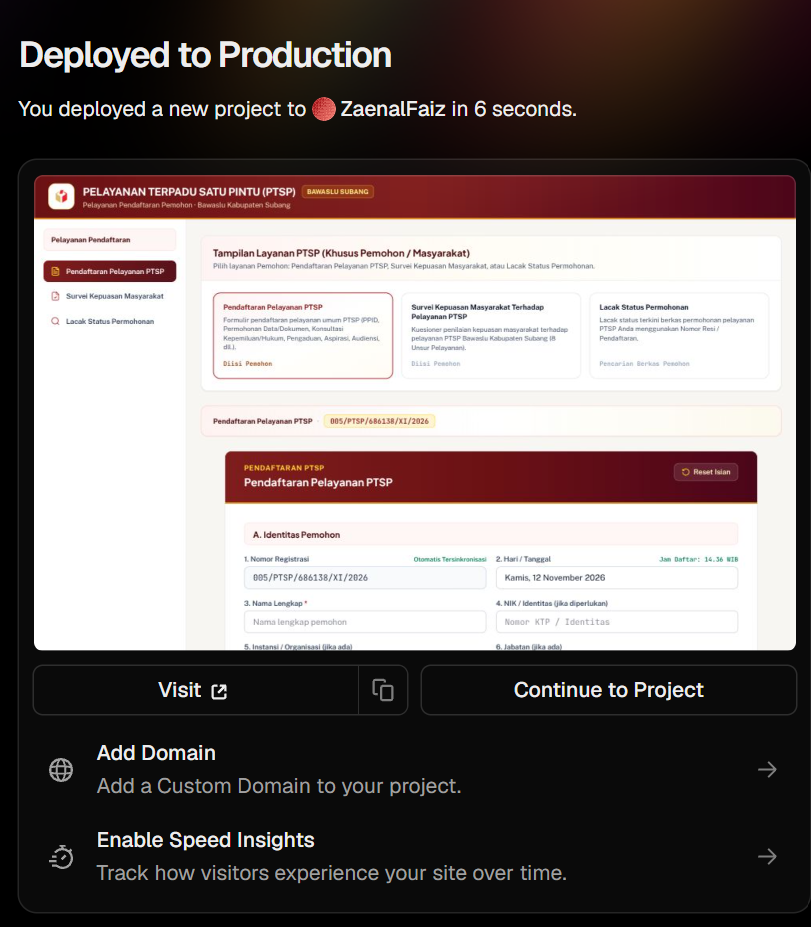 Deployed to Production
You deployed a new project to ZaenalFaiz in 6 seconds.
PELAYANAN TERPADU SATU PINTU (PTSP)
BAWASLU SUBANG
Pelayanan Pendaftaran Pemohon · Bawaslu Kabupaten Subang
Pelayanan Pendaftaran
Pendaftaran Pelayanan PTSP
Survei Kepuasan Masyarakat
Lacak Status Permohonan
Tampilan Layanan PTSP (Khusus Pemohon / Masyarakat)
Pilih layanan Pemohon: Pendaftaran Pelayanan PTSP, Survei Kepuasan Masyarakat, atau Lacak Status Permohonan.
Pendaftaran Pelayanan PTSP
Formulir pendaftaran pelayanan umum PTSP (PPID,
Permohonan Data/Dokumen, Konsultasi
Kepemiluan/Hukum, Pengaduan, Aspirasi, Audiensi,
dll.).
Diisi Pemohon
Survei Kepuasan Masyarakat Terhadap
Pelayanan PTSP
Kuesioner penilaian kepuasan masyarakat terhadap
pelayanan PTSP Bawaslu Kabupaten Subang (8
Unsur Pelayanan).
Diisi Pemohon
Lacak Status Permohonan
Lacak status terkini berkas permohonan pelayanan
PTSP Anda menggunakan Nomor Resi /
Pendaftaran.
Pencarian Berkas Pemohon
Pendaftaran Pelayanan PTSP · 005/PTSP/686138/XI/2026
PENDAFTARAN PTSP
Pendaftaran Pelayanan PTSP
Reset Isian
A. Identitas Pemohon
1. Nomor Registrasi
Otomatis Tersinkronisasi
005/PTSP/686138/XI/2026
2. Hari / Tanggal
Jam Daftar: 14.36 WIB
Kamis, 12 November 2026
3. Nama Lengkap *
Nama lengkap pemohon
4. NIK / Identitas (jika diperlukan)
Nomor KTP / Identitas
5. Instansi / Organisasi (jika ada)
6. Jabatan (jika ada)
Visit
Continue to Project
Add Domain
Add a Custom Domain to your project.
Enable Speed Insights
Track how visitors experience your site over time.